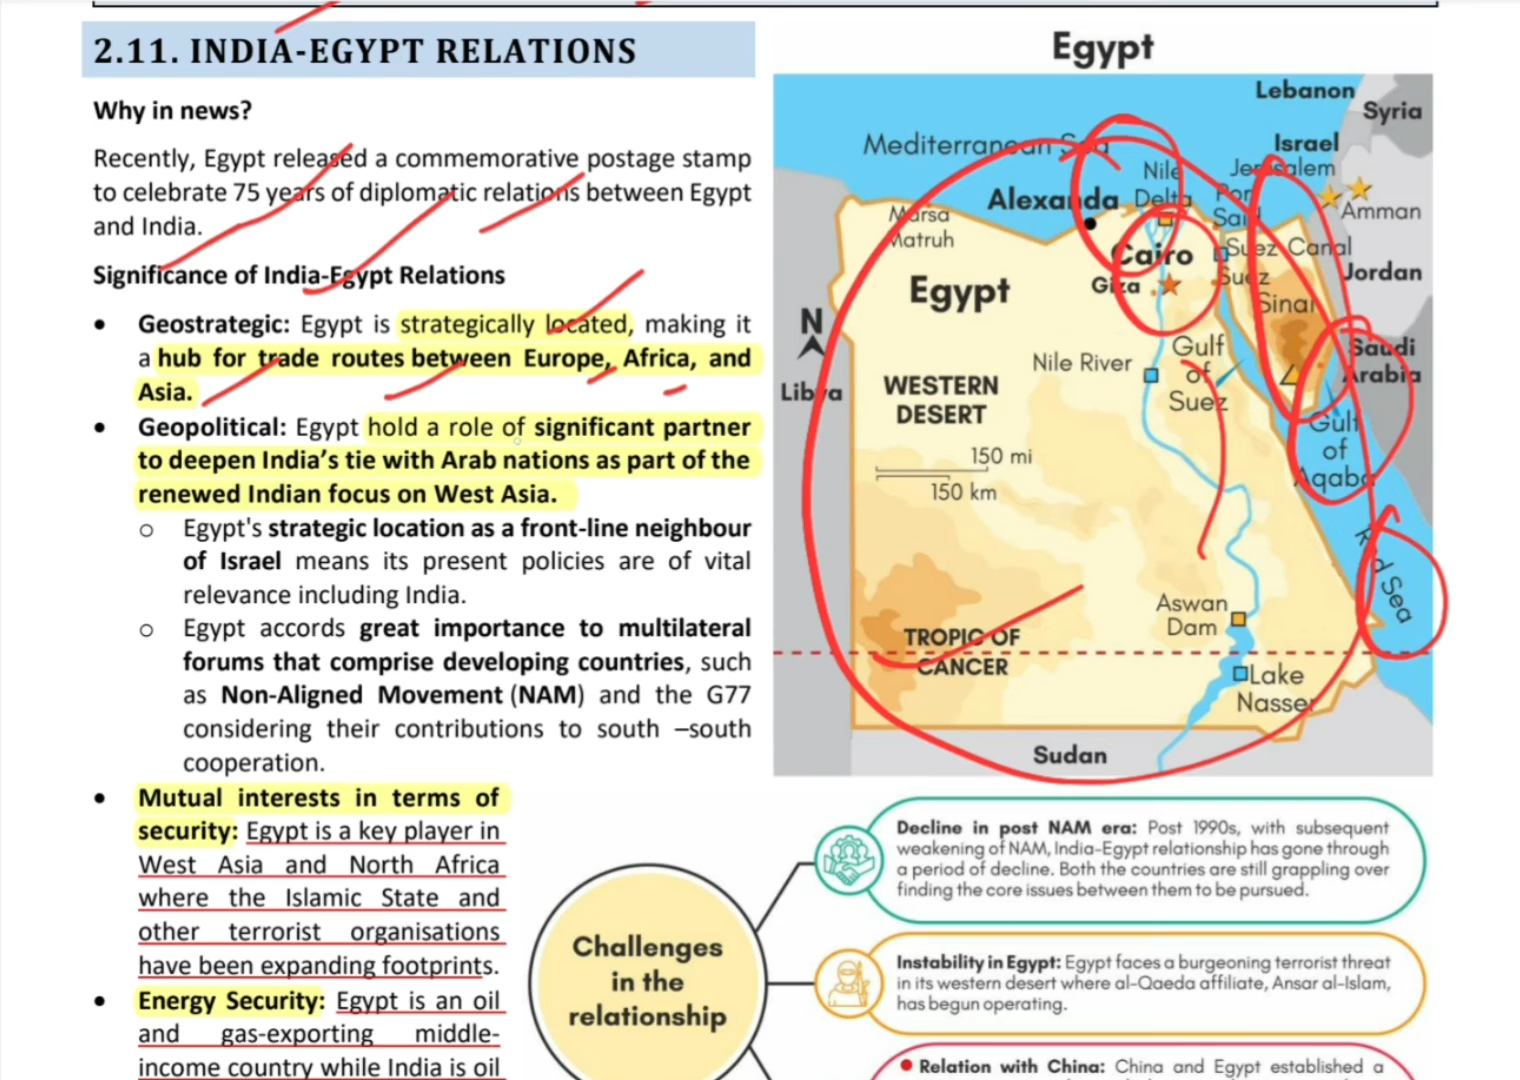 2.11. INDIA-EGYPT RELATIONS
Why in news?
Recently, Egypt released a commemorative postage stamp
to celebrate 75 years of diplomatic relations between Egypt
and India.
Significance of India-Egypt Relations
• Geostrategic: Egypt is strategically located, making it
a hub for trade routes between Europe, Africa, and
Asia.
• Geopolitical: Egypt hold a role of significant partner
to deepen India’s tie with Arab nations as part of the
renewed Indian focus on West Asia.
o Egypt's strategic location as a front-line neighbour
of Israel means its present policies are of vital
relevance including India.
o Egypt accords great importance to multilateral
forums that comprise developing countries, such
as Non-Aligned Movement (NAM) and the G77
considering their contributions to south –south
cooperation.
• Mutual interests in terms of
security: Egypt is a key player in
West Asia and North Africa
where the Islamic State and
other terrorist organisations
have been expanding footprints.
• Energy Security: Egypt is an oil
and gas-exporting middle-
income country while India is oil
Egypt
Lebanon
Syria
Mediterranean Sea
Israel
Jerusalem
Nile
Delta
Alexanda
Port
Said
Amman
Marsa
Matruh
Cairo
Suez Canal
Giza
Suez
Jordan
Egypt
Sinai
N
Nile River
Gulf
of
Suez
Saudi
Arabia
Libya
WESTERN
DESERT
Gulf
of
Aqaba
150 mi
150 km
Red Sea
Aswan
Dam
TROPIC OF
CANCER
Lake
Nasser
Sudan
Challenges
in the
relationship
Decline in post NAM era: Post 1990s, with subsequent
weakening of NAM, India-Egypt relationship has gone through
a period of decline. Both the countries are still grappling over
finding the core issues between them to be pursued.
Instability in Egypt: Egypt faces a burgeoning terrorist threat
in its western desert where al-Qaeda affiliate, Ansar al-Islam,
has begun operating.
• Relation with China: China and Egypt established a